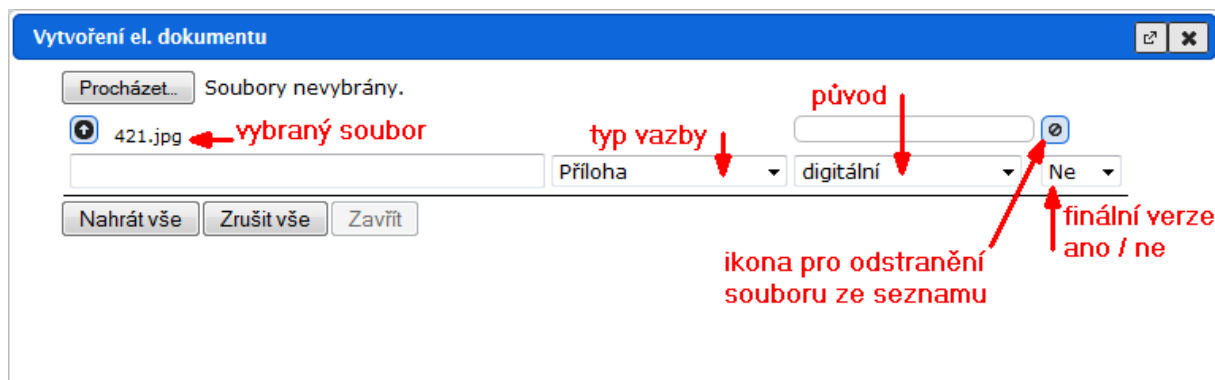 Vytvoření el. dokumentu
Procházet... Soubory nevybrány.
původ
421.jpg vybraný soubor
typ vazby
Příloha digitální Ne
Nahrát vše Zrušit vše Zavřít
finální verze
ano / ne
ikona pro odstranění
souboru ze seznamu